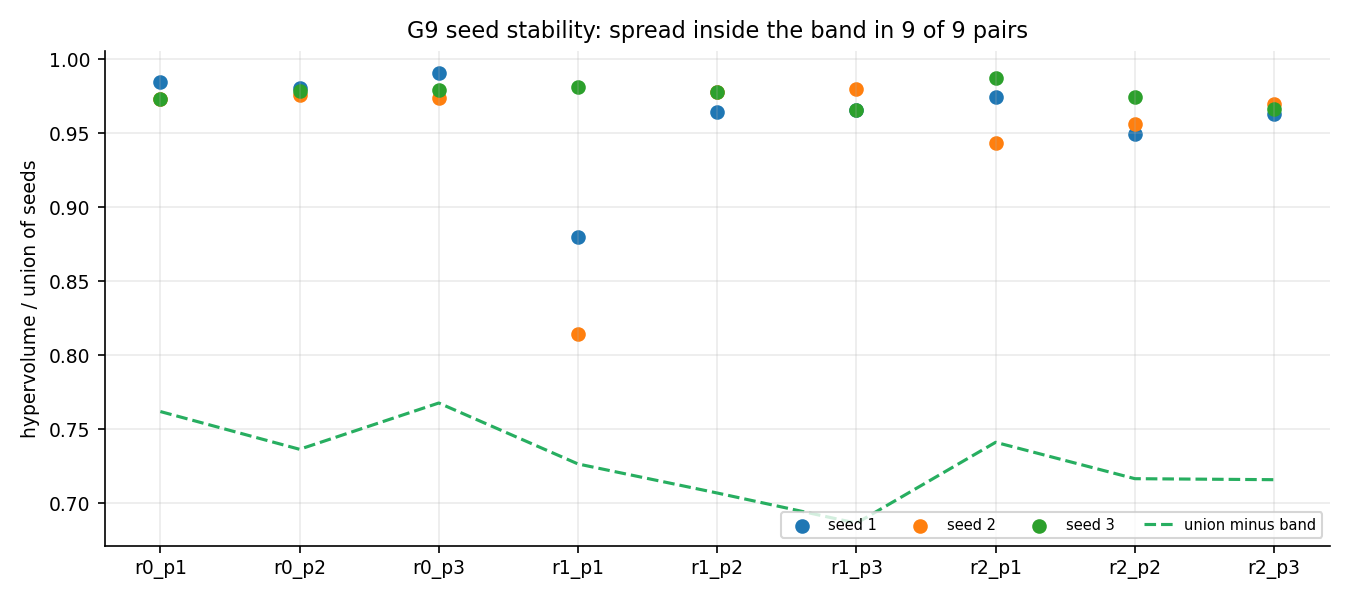 G9 seed stability: spread inside the band in 9 of 9 pairs
hypervolume / union of seeds
1.00
0.95
0.90
0.85
0.80
0.75
0.70
r0_p1 r0_p2 r0_p3 r1_p1 r1_p2 r1_p3 r2_p1 r2_p2 r2_p3
seed 1 seed 2 seed 3 union minus band